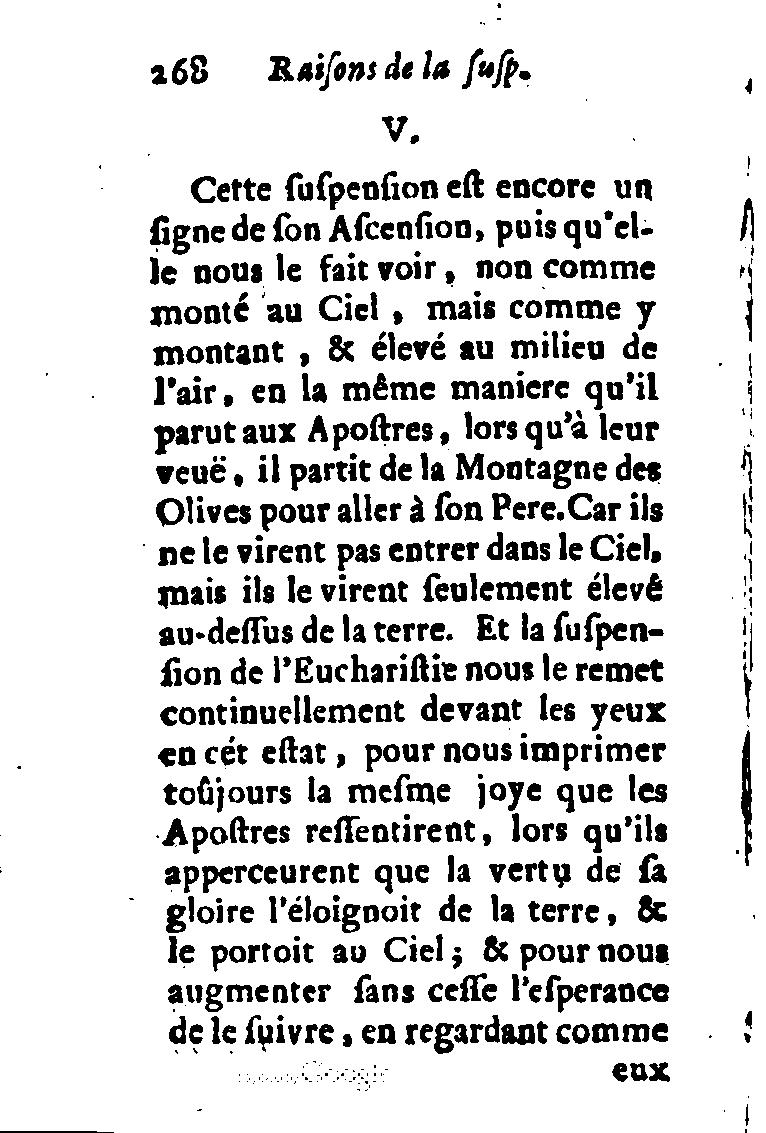 268 Raiſons de la ſuſp.
V.
Cette ſuſpenſion eſt encore un
ſigne de ſon Aſcenſion, puis qu'el-
le nous le fait voir, non comme
monté au Ciel, mais comme y
montant, & élevé au milieu de
l'air, en la même maniere qu'il
parut aux Apoſtres, lors qu'à leur
veuë, il partit de la Montagne des
Olives pour aller à ſon Pere. Car ils
ne le virent pas entrer dans le Ciel,
mais ils le virent ſeulement élevé
au-deſſus de la terre. Et la ſuſpen-
ſion de l'Euchariſtie nous le remet
continuellement devant les yeux
en cét eſtat, pour nous imprimer
toûjours la meſme joye que les
Apoſtres reſſentirent, lors qu'ils
apperceurent que la vertu de ſa
gloire l'éloignoit de la terre, &
le portoit au Ciel; & pour nous
augmenter ſans ceſſe l'eſperance
de le ſuivre, en regardant comme
eux
Google